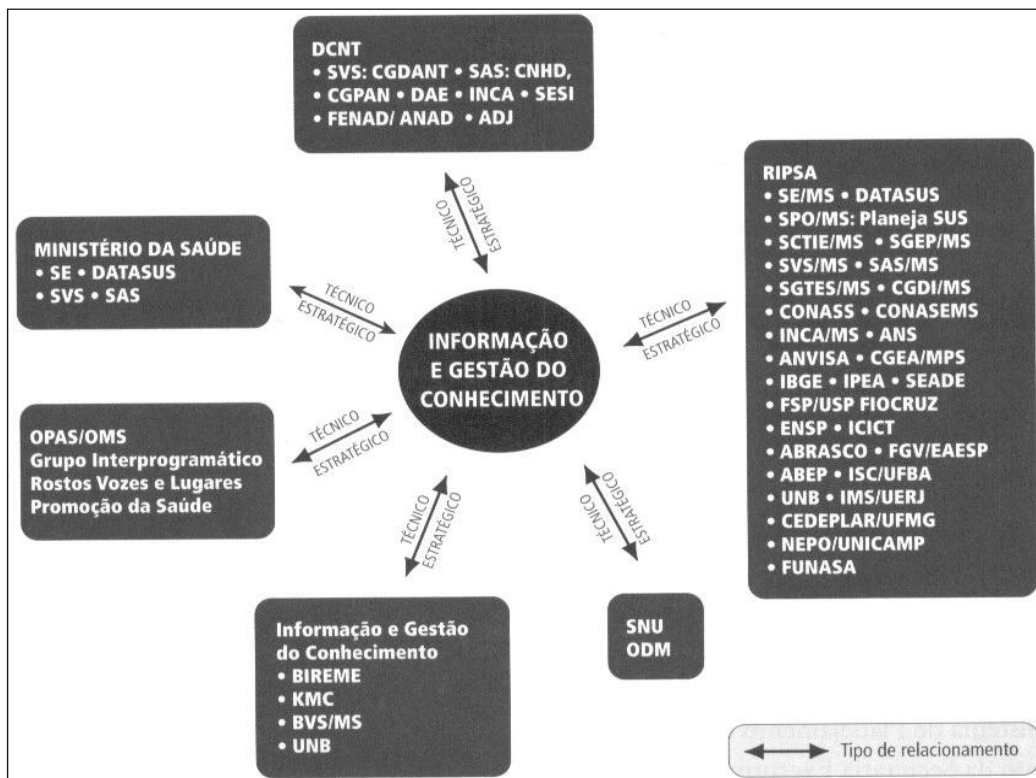 DCNT
• SVS: CGDANT • SAS: CNHD,
• CGPAN • DAE • INCA • SESI
• FENAD/ ANAD • ADJ
TÉCNICO
ESTRATÉGICO
MINISTÉRIO DA SAÚDE
• SE • DATASUS
• SVS • SAS
TÉCNICO
ESTRATÉGICO
INFORMAÇÃO
E GESTÃO DO
CONHECIMENTO
TÉCNICO
ESTRATÉGICO
RIPSA
• SE/MS • DATASUS
• SPO/MS: Planeja SUS
• SCTIE/MS • SGEP/MS
• SVS/MS • SAS/MS
• SGTES/MS • CGDI/MS
• CONASS • CONASEMS
• INCA/MS • ANS
• ANVISA • CGEA/MPS
• IBGE • IPEA • SEADE
• FSP/USP FIOCRUZ
• ENSP • ICICT
• ABRASCO • FGV/EAESP
• ABEP • ISC/UFBA
• UNB • IMS/UERJ
• CEDEPLAR/UFMG
• NEPO/UNICAMP
• FUNASA
OPAS/OMS
Grupo Interprogramático
Rostos Vozes e Lugares
Promoção da Saúde
TÉCNICO
ESTRATÉGICO
TÉCNICO
ESTRATÉGICO
Informação e Gestão
do Conhecimento
• BIREME
• KMC
• BVS/MS
• UNB
TÉCNICO
ESTRATÉGICO
SNU
ODM
Tipo de relacionamento